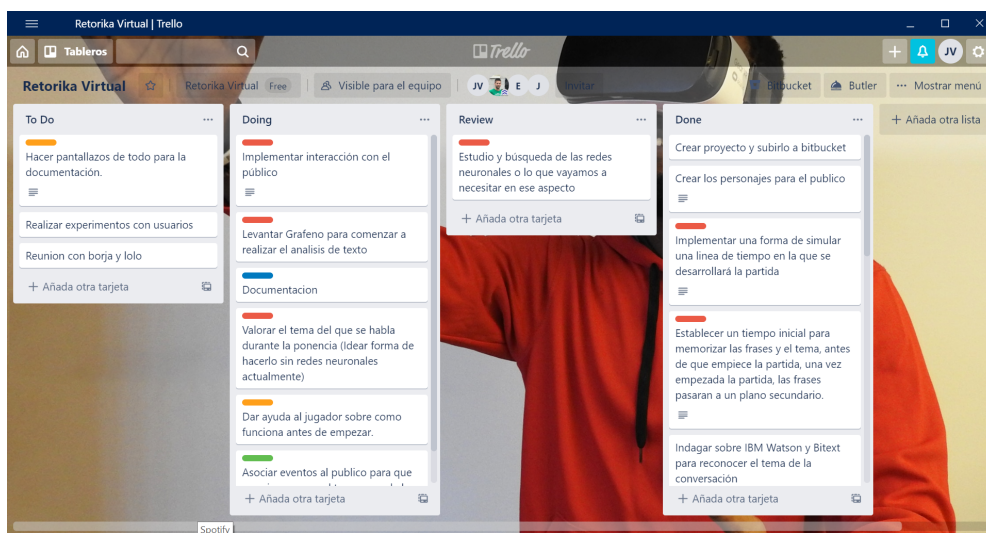 Retorika Virtual | Trello
Tableros
Trello
JV
Retorika Virtual
Retorika Virtual Free
Visible para el equipo
JV E J
Invitar
Bitbucket
Butler
Mostrar menú
To Do
Hacer pantallazos de todo para la
documentación.
Realizar experimentos con usuarios
Reunion con borja y lolo
+ Añada otra tarjeta
Doing
Implementar interacción con el
público
Levantar Grafeno para comenzar a
realizar el analisis de texto
Documentacion
Valorar el tema del que se habla
durante la ponencia (Idear forma de
hacerlo sin redes neuronales
actualmente)
Dar ayuda al jugador sobre como
funciona antes de empezar.
Asociar eventos al publico para que
+ Añada otra tarjeta
Review
Estudio y búsqueda de las redes
neuronales o lo que vayamos a
necesitar en ese aspecto
+ Añada otra tarjeta
Done
Crear proyecto y subirlo a bitbucket
Crear los personajes para el publico
Implementar una forma de simular
una linea de tiempo en la que se
desarrollará la partida
Establecer un tiempo inicial para
memorizar las frases y el tema, antes
de que empiece la partida, una vez
empezada la partida, las frases
pasaran a un plano secundario.
Indagar sobre IBM Watson y Bitext
para reconocer el tema de la
conversación
+ Añada otra tarjeta
+ Añada otra lista
Spotify